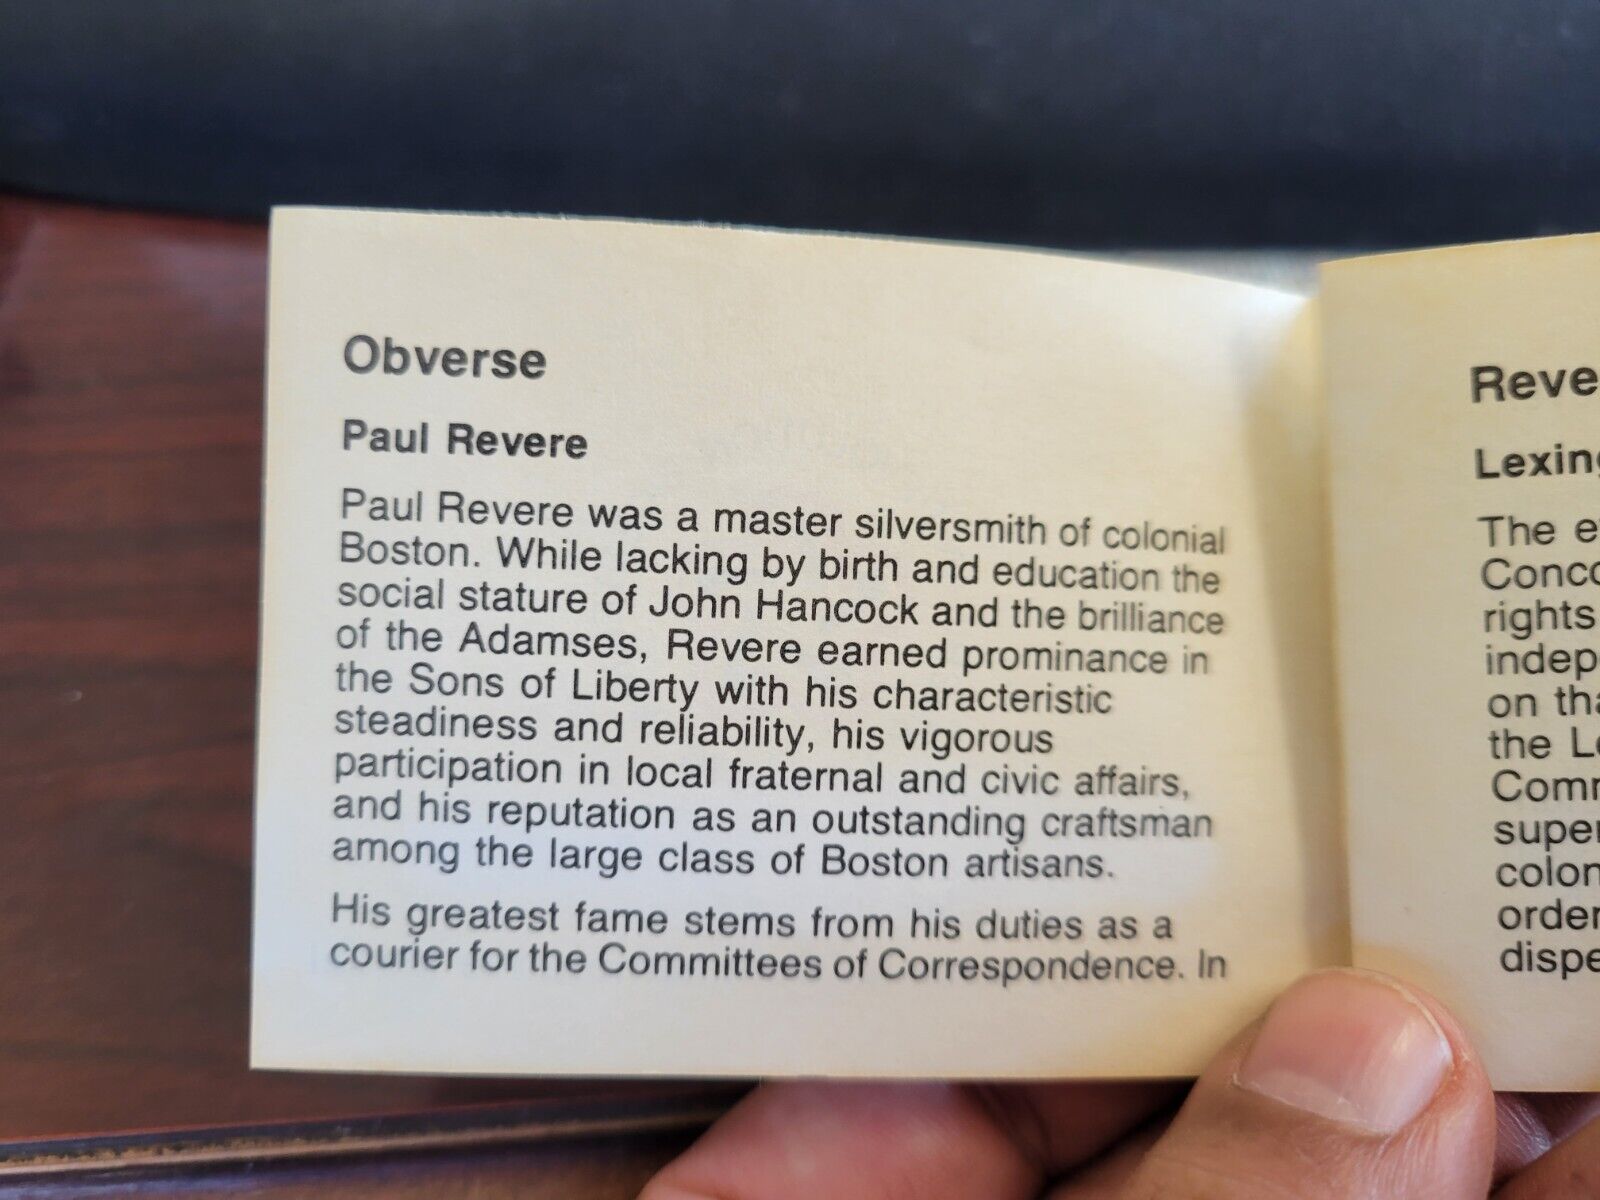 Obverse
Paul Revere
Paul Revere was a master silversmith of colonial
Boston. While lacking by birth and education the
social stature of John Hancock and the brilliance
of the Adamses, Revere earned prominance in
the Sons of Liberty with his characteristic
steadiness and reliability, his vigorous
participation in local fraternal and civic affairs,
and his reputation as an outstanding craftsman
among the large class of Boston artisans.
His greatest fame stems from his duties as a
courier for the Committees of Correspondence. In
Reve
Lexing
The e
Conco
rights
indep
on tha
the Le
Comm
super
colon
order
dispe